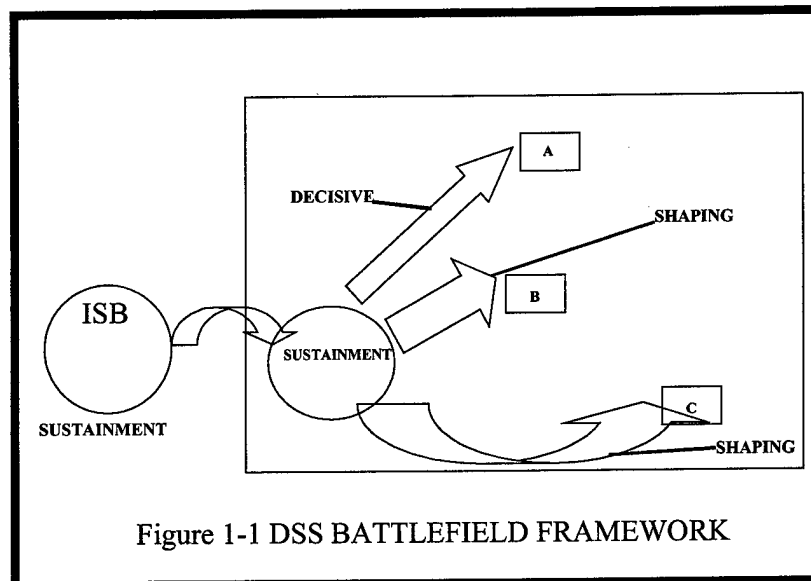 A
DECISIVE
SHAPING
B
ISB
SUSTAINMENT
SUSTAINMENT
C
SHAPING
Figure 1-1 DSS BATTLEFIELD FRAMEWORK